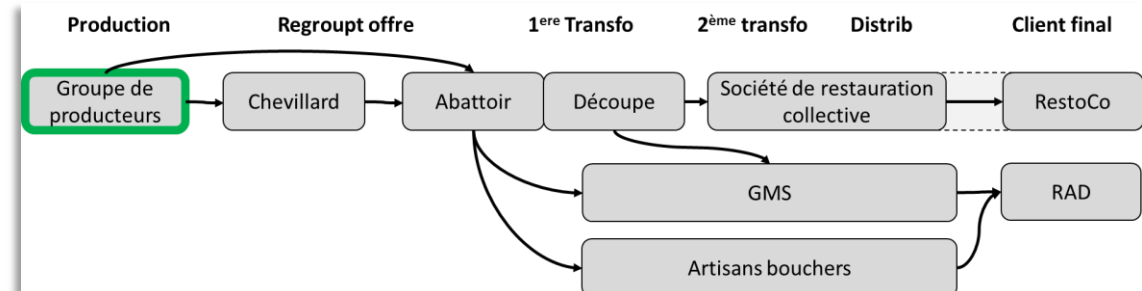 Production Regroupt offre 1ere Transfo 2ème transfo Distrib Client final
Groupe de
producteurs
Chevillard
Abattoir
Découpe
Société de restauration
collective
RestoCo
GMS
RAD
Artisans bouchers